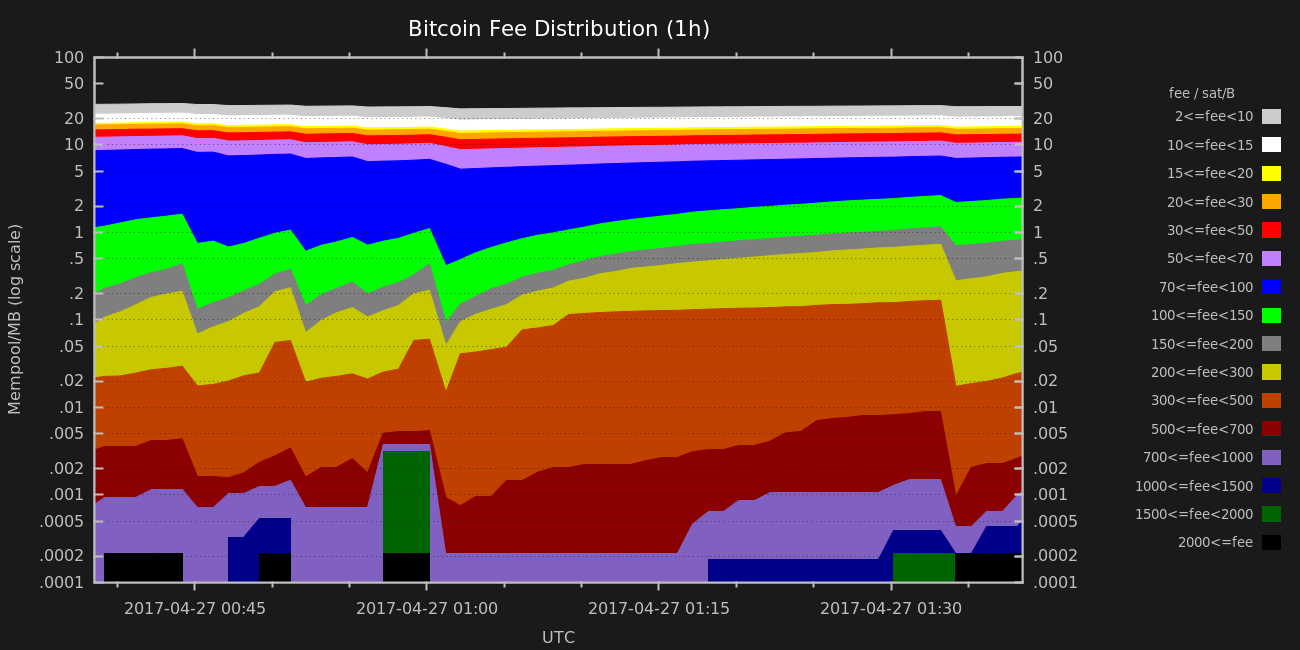 Bitcoin Fee Distribution (1h)
Mempool/MB (log scale)
100
50
20
10
5
2
1
.5
.2
.1
.05
.02
.01
.005
.002
.001
.0005
.0002
.0001
100
50
20
10
5
2
1
.5
.2
.1
.05
.02
.01
.005
.002
.001
.0005
.0002
.0001
2017-04-27 00:45
2017-04-27 01:00
2017-04-27 01:15
2017-04-27 01:30
UTC
fee / sat/B
2<=fee<10
10<=fee<15
15<=fee<20
20<=fee<30
30<=fee<50
50<=fee<70
70<=fee<100
100<=fee<150
150<=fee<200
200<=fee<300
300<=fee<500
500<=fee<700
700<=fee<1000
1000<=fee<1500
1500<=fee<2000
2000<=fee